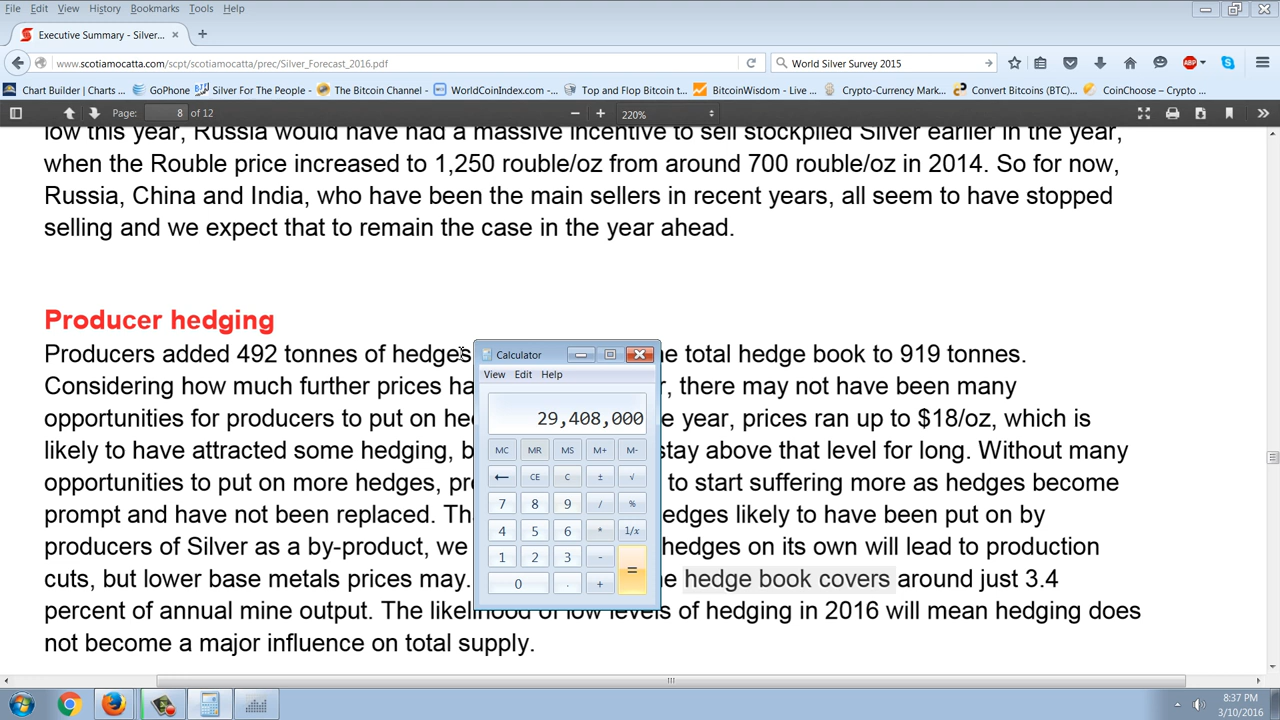 File Edit View History Bookmarks Tools Help
Executive Summary - Silver...
www.scotiamocatta.com/scpt/scotiamocatta/prec/Silver_Forecast_2016.pdf World Silver Survey 2015
Chart Builder | Charts ... GoPhone Silver For The People - The Bitcoin Channel - WorldCoinIndex.com - ... Top and Flop Bitcoin t... BitcoinWisdom - Live ... Crypto-Currency Mark... Convert Bitcoins (BTC)... CoinChoose – Crypto ...
Page: 8 of 12 220%
low this year, Russia would have had a massive incentive to sell stockpiled Silver earlier in the year,
when the Rouble price increased to 1,250 rouble/oz from around 700 rouble/oz in 2014. So for now,
Russia, China and India, who have been the main sellers in recent years, all seem to have stopped
selling and we expect that to remain the case in the year ahead.
Producer hedging
Producers added 492 tonnes of hedges total hedge book to 919 tonnes.
Considering how much further prices , there may not have been many
opportunities for producers to put on year, prices ran up to $18/oz, which is
likely to have attracted some hedging, stay above that level for long. Without many
opportunities to put on more hedges, to start suffering more as hedges become
prompt and have not been replaced. edges likely to have been put on by
producers of Silver as a by-product, we hedges on its own will lead to production
cuts, but lower base metals prices may. hedge book covers around just 3.4
percent of annual mine output. The likelihood of low levels of hedging in 2016 will mean hedging does
not become a major influence on total supply.
Calculator
View Edit Help
29,408,000
MC MR MS M+ M-
← CE C ± √
7 8 9 / %
4 5 6 * 1/x
1 2 3 - =
0 . +
8:37 PM
3/10/2016